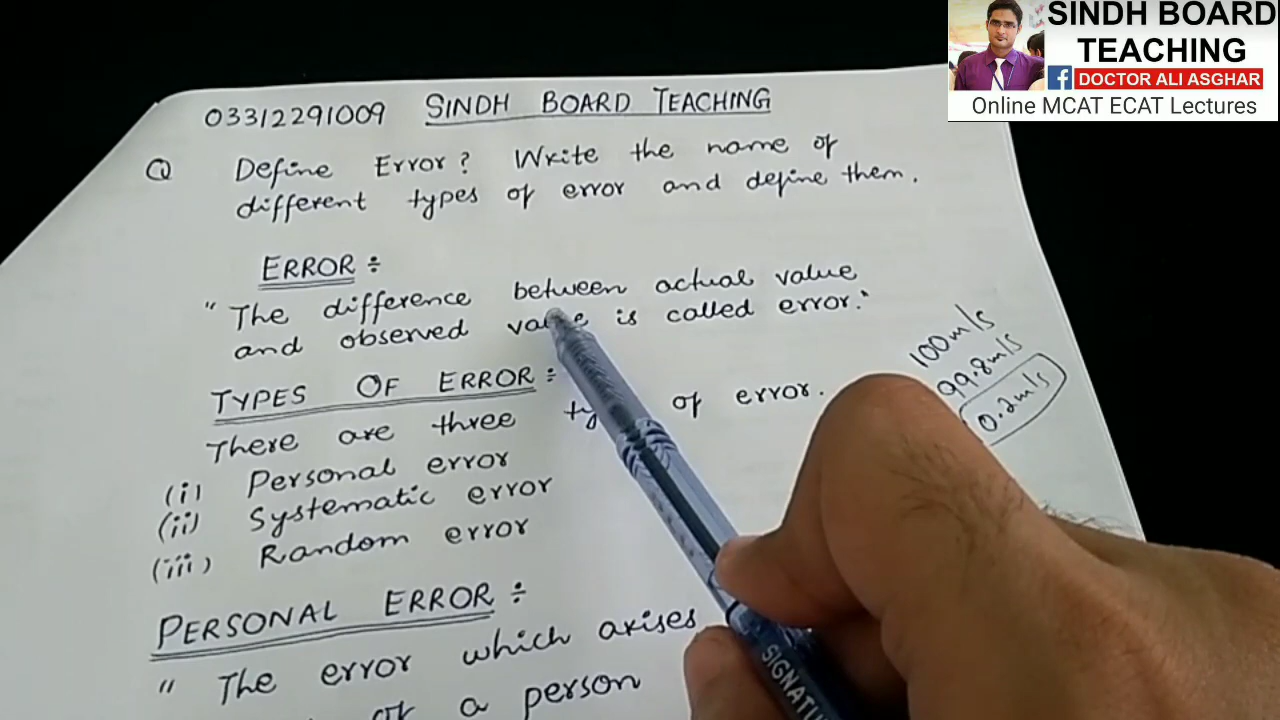 SINDH BOARD
TEACHING
f DOCTOR ALI ASGHAR
Online MCAT ECAT Lectures
03312291009 SINDH BOARD TEACHING
Q Define Error? Write the name of
different types of error and define them.
ERROR ÷
" The difference between actual value
and observed is called error."
100m/s
99.8m/s
0.2m/s
TYPES OF ERROR ÷
There are three of error.
(i) Personal error
(ii) Systematic error
(iii) Random error
PERSONAL ERROR ÷
" The error which arises
of a person